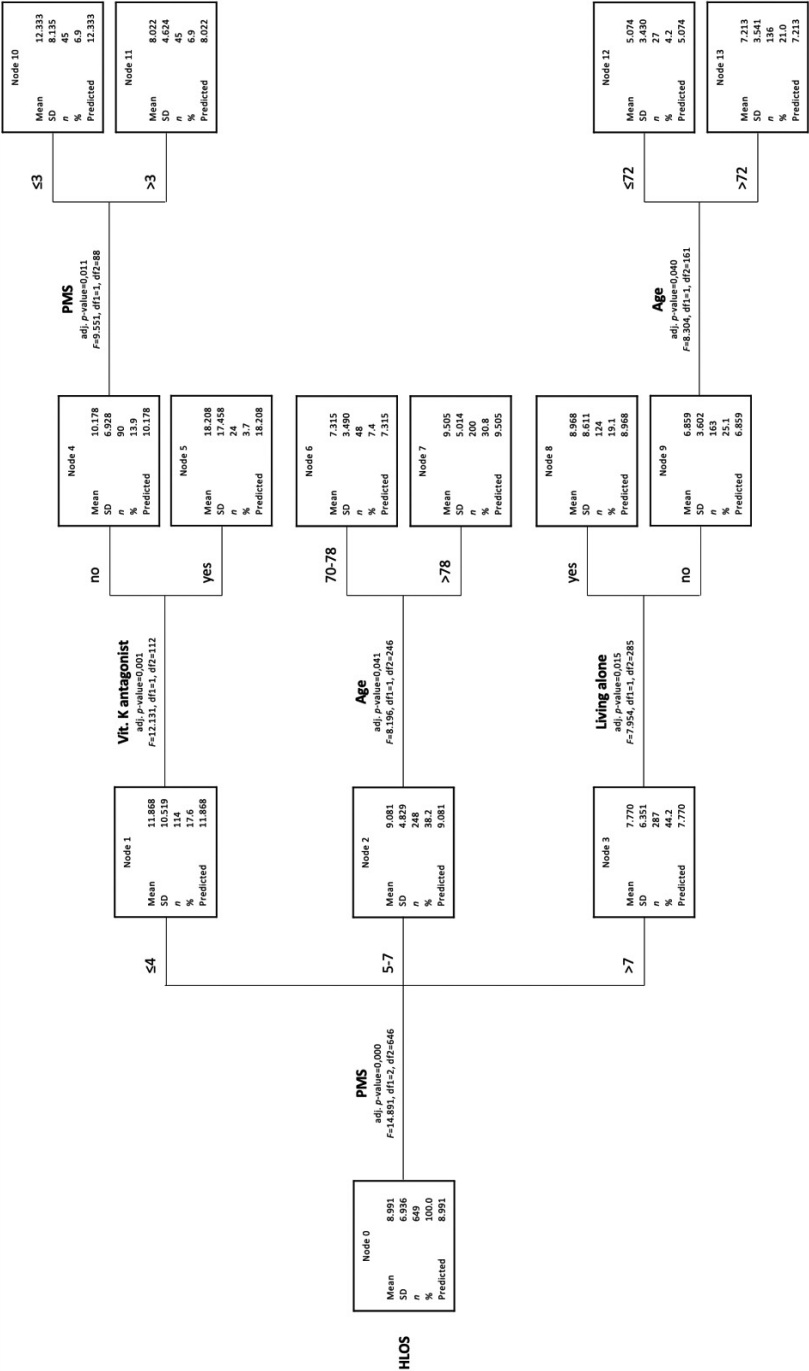 HLOS
Node 0
Mean 8.991
SD 6.936
n 649
% 100.0
Predicted 8.991
PMS
adj. p-value=0,000
F=14.891, df1=2, df2=646
≤4
5-7
>7
Node 1
Mean 11.868
SD 10.519
n 114
% 17.6
Predicted 11.868
Node 2
Mean 9.081
SD 4.829
n 248
% 38.2
Predicted 9.081
Node 3
Mean 7.770
SD 6.351
n 287
% 44.2
Predicted 7.770
Vit. K antagonist
adj. p-value=0,001
F=12.131, df1=1, df2=112
no
yes
Age
adj. p-value=0,041
F=8.196, df1=1, df2=246
70-78
>78
Living alone
adj. p-value=0,015
F=7.954, df1=1, df2=285
yes
no
Node 4
Mean 10.178
SD 6.928
n 90
% 13.9
Predicted 10.178
Node 5
Mean 18.208
SD 17.458
n 24
% 3.7
Predicted 18.208
Node 6
Mean 7.315
SD 3.490
n 48
% 7.4
Predicted 7.315
Node 7
Mean 9.505
SD 5.014
n 200
% 30.8
Predicted 9.505
Node 8
Mean 8.968
SD 8.611
n 124
% 19.1
Predicted 8.968
Node 9
Mean 6.859
SD 3.602
n 163
% 25.1
Predicted 6.859
PMS
adj. p-value=0,011
F=9.551, df1=1, df2=88
≤3
>3
Age
adj. p-value=0,040
F=8.304, df1=1, df2=161
≤72
>72
Node 10
Mean 12.333
SD 8.135
n 45
% 6.9
Predicted 12.333
Node 11
Mean 8.022
SD 4.624
n 45
% 6.9
Predicted 8.022
Node 12
Mean 5.074
SD 3.430
n 27
% 4.2
Predicted 5.074
Node 13
Mean 7.213
SD 3.541
n 136
% 21.0
Predicted 7.213